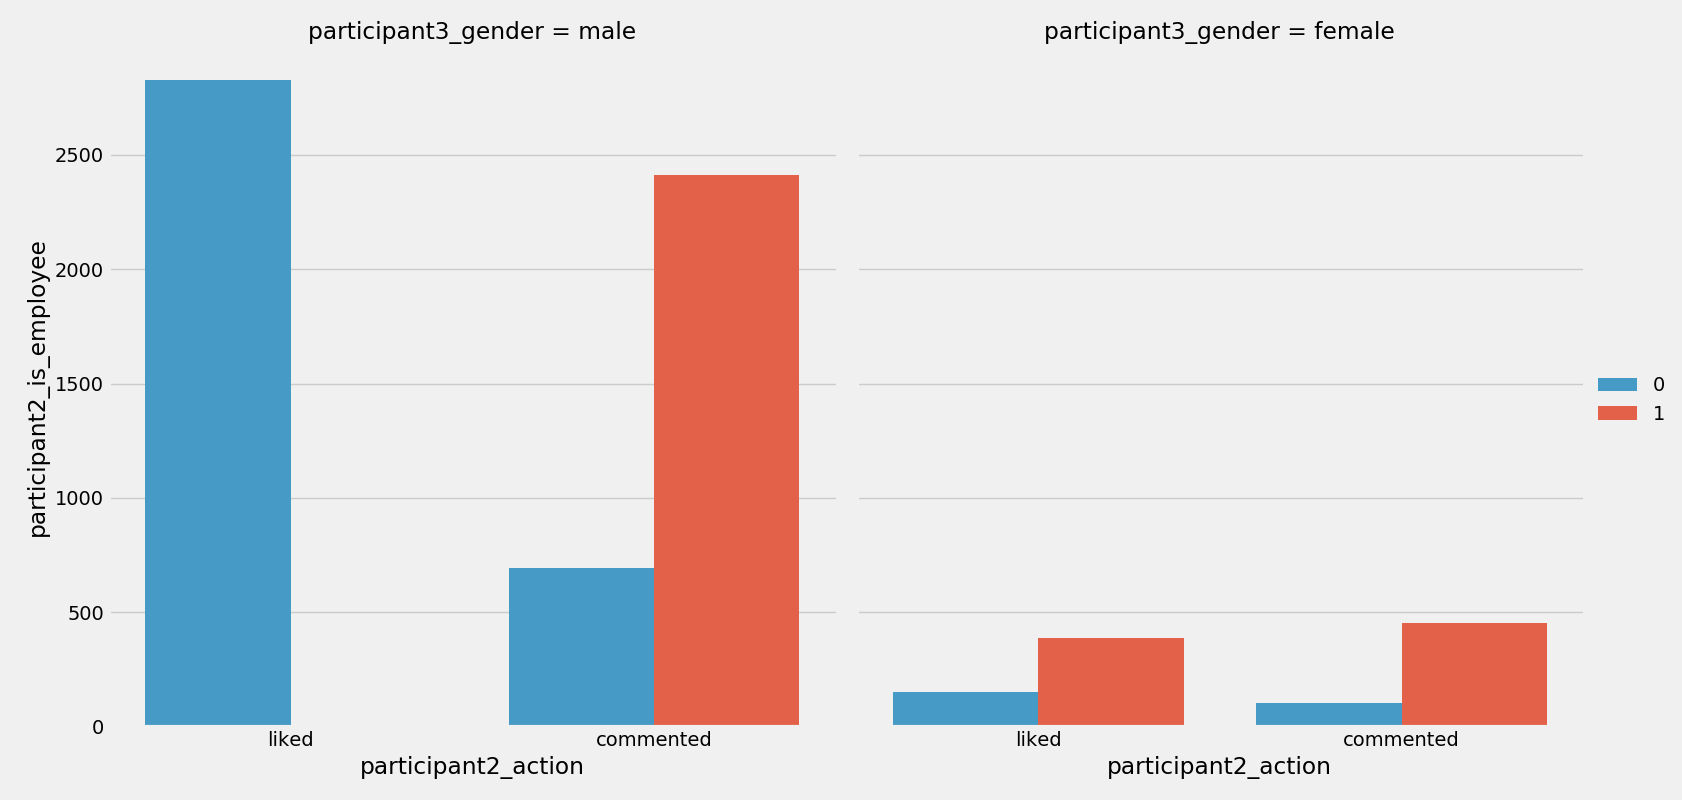 participant3_gender = male
participant3_gender = female
participant2_is_employee
2500
2000
1500
1000
500
0
liked
commented
liked
commented
participant2_action
participant2_action
0
1